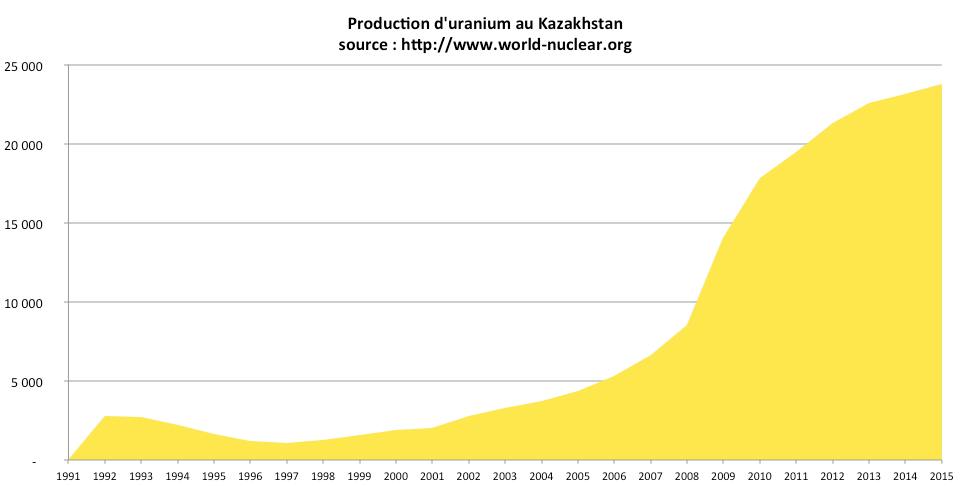 Production d'uranium au Kazakhstan
source : http://www.world-nuclear.org
25 000
20 000
15 000
10 000
5 000
-
1991 1992 1993 1994 1995 1996 1997 1998 1999 2000 2001 2002 2003 2004 2005 2006 2007 2008 2009 2010 2011 2012 2013 2014 2015